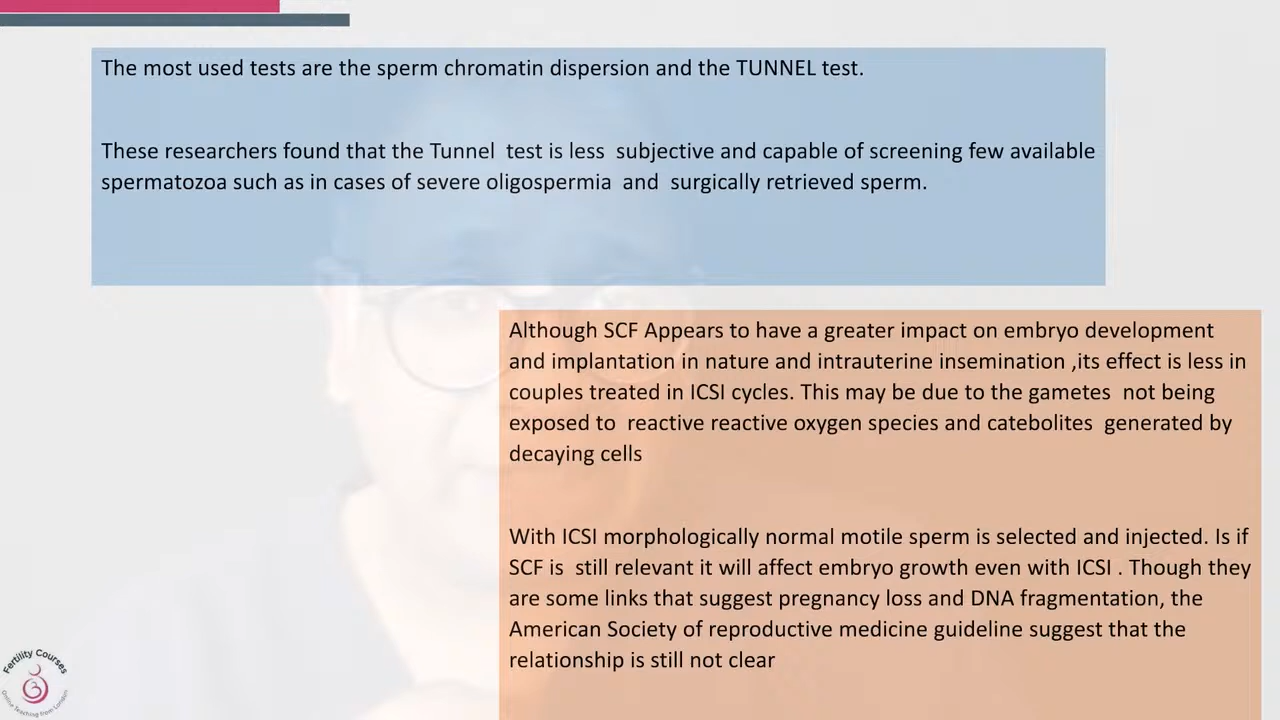 The most used tests are the sperm chromatin dispersion and the TUNNEL test.
These researchers found that the Tunnel test is less subjective and capable of screening few available
spermatozoa such as in cases of severe oligospermia and surgically retrieved sperm.
Although SCF Appears to have a greater impact on embryo development
and implantation in nature and intrauterine insemination ,its effect is less in
couples treated in ICSI cycles. This may be due to the gametes not being
exposed to reactive reactive oxygen species and catebolites generated by
decaying cells
With ICSI morphologically normal motile sperm is selected and injected. Is if
SCF is still relevant it will affect embryo growth even with ICSI . Though they
are some links that suggest pregnancy loss and DNA fragmentation, the
American Society of reproductive medicine guideline suggest that the
relationship is still not clear
Fertility Courses
Online Teaching from London